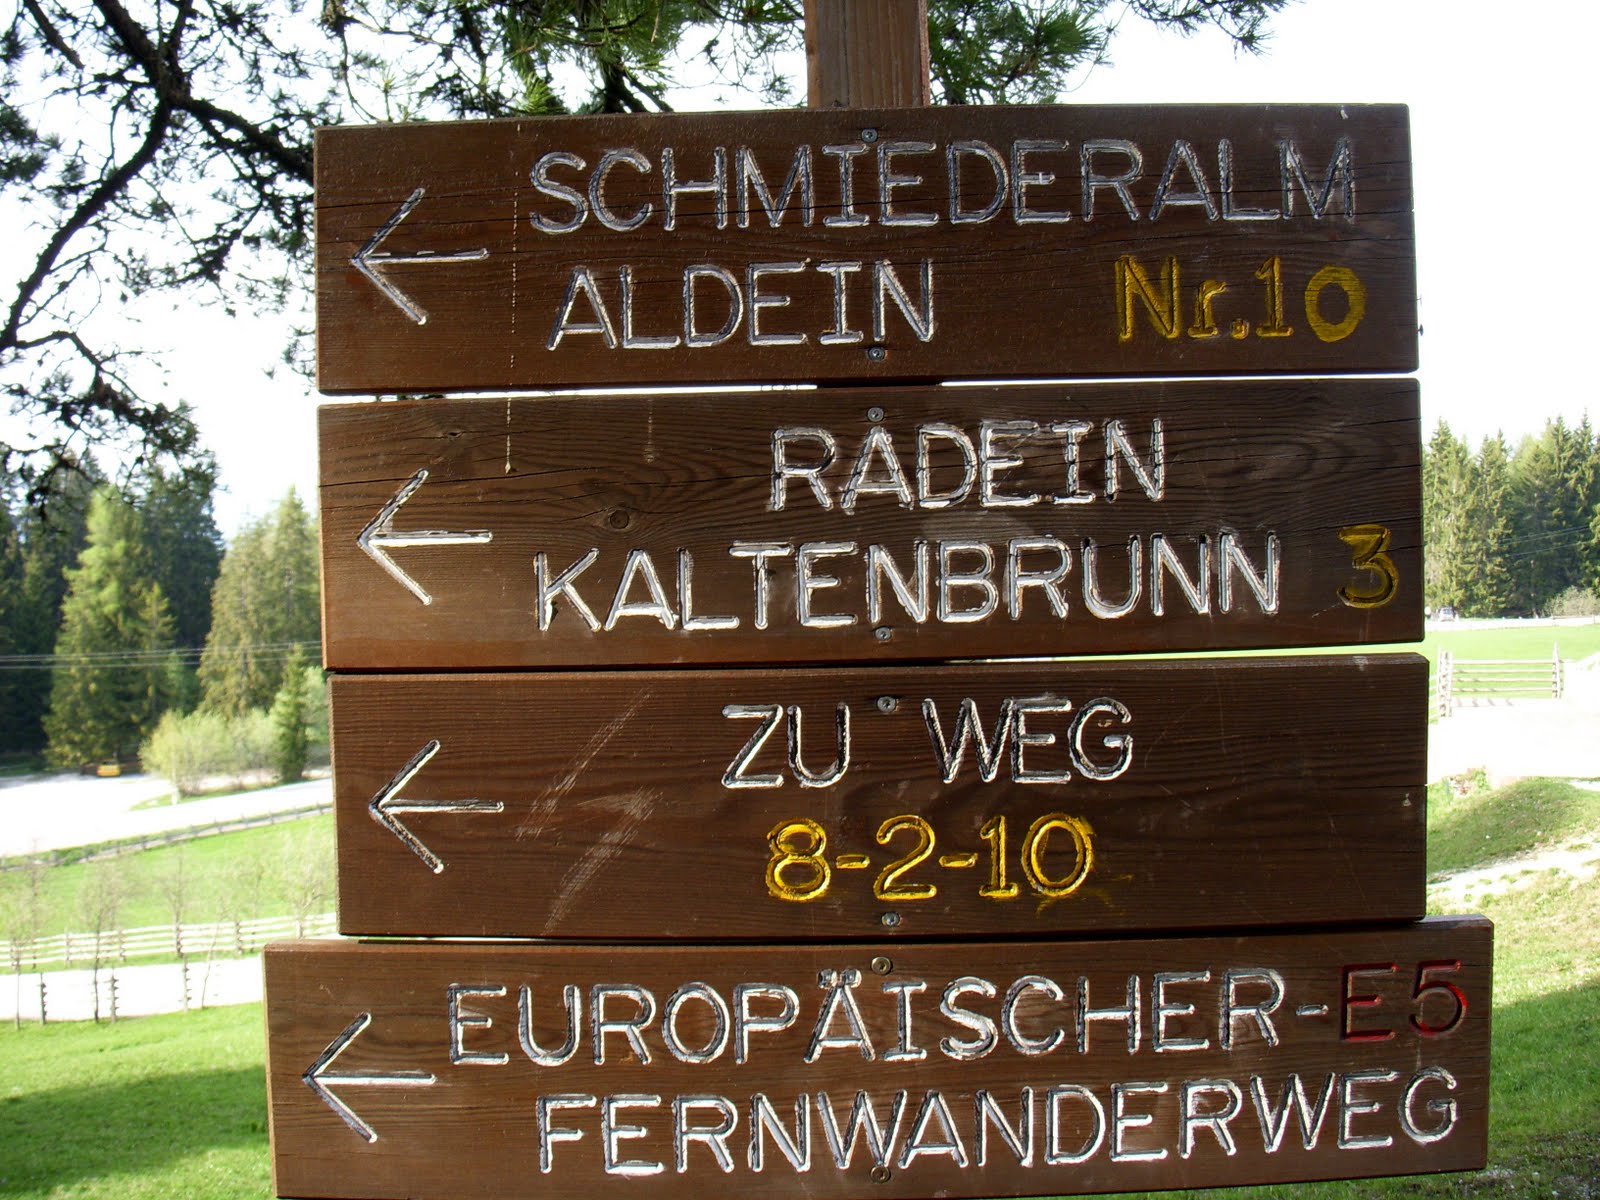 SCHMIEDERALM
ALDEIN Nr.10
RADEIN
KALTENBRUNN 3
ZU WEG
8-2-10
EUROPÄISCHER-E5
FERNWANDERWEG